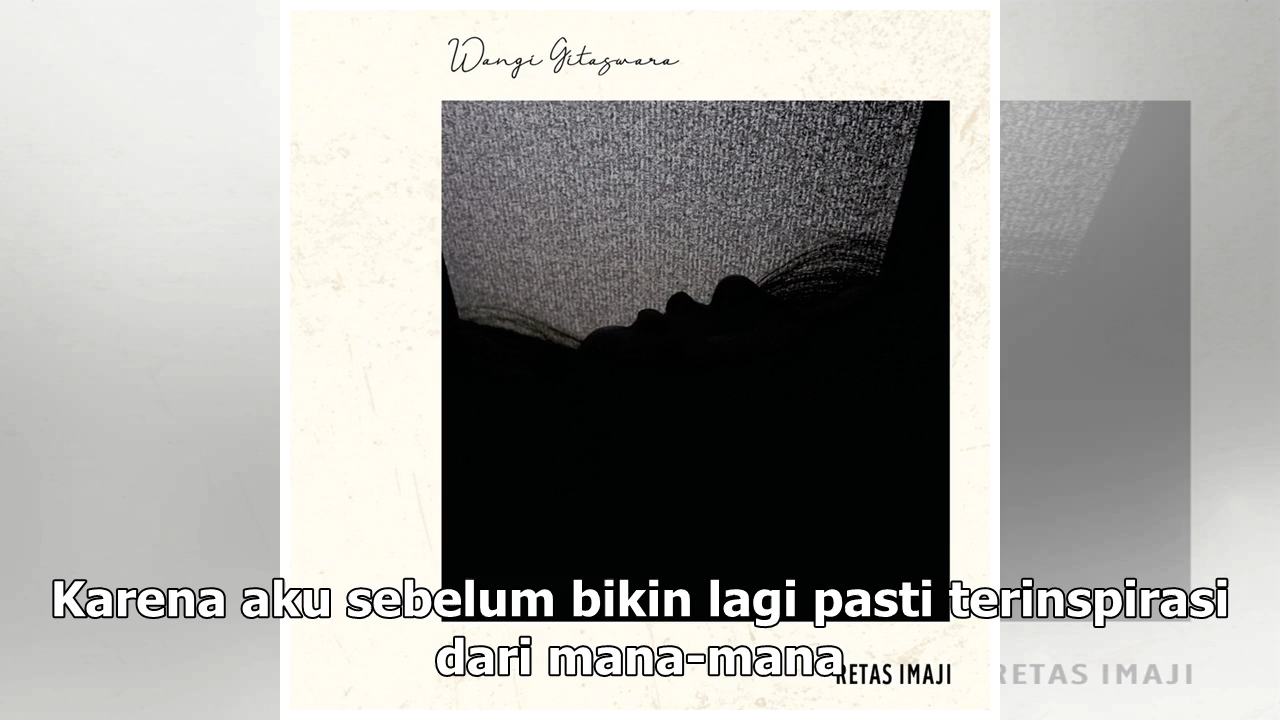 Wangi Gitaswara
Karena aku sebelum bikin lagi pasti terinspirasi
dari mana-mana
RETAS IMAJI
RETAS IMAJI